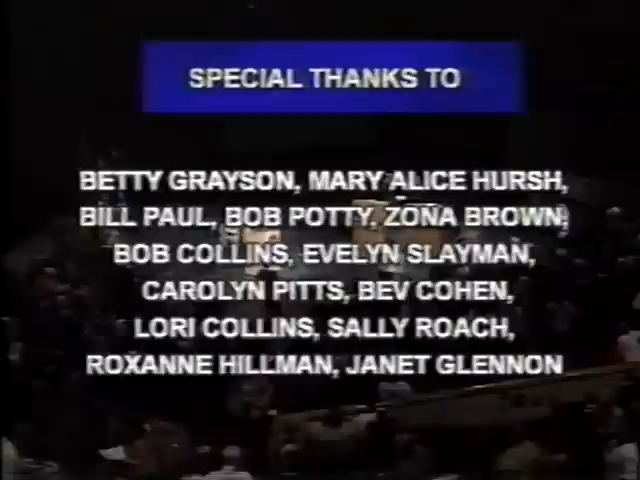 SPECIAL THANKS TO
BETTY GRAYSON, MARY ALICE HURSH,
BILL PAUL, BOB POTTY, ZONA BROWN,
BOB COLLINS, EVELYN SLAYMAN,
CAROLYN PITTS, BEV COHEN,
LORI COLLINS, SALLY ROACH,
ROXANNE HILLMAN, JANET GLENNON